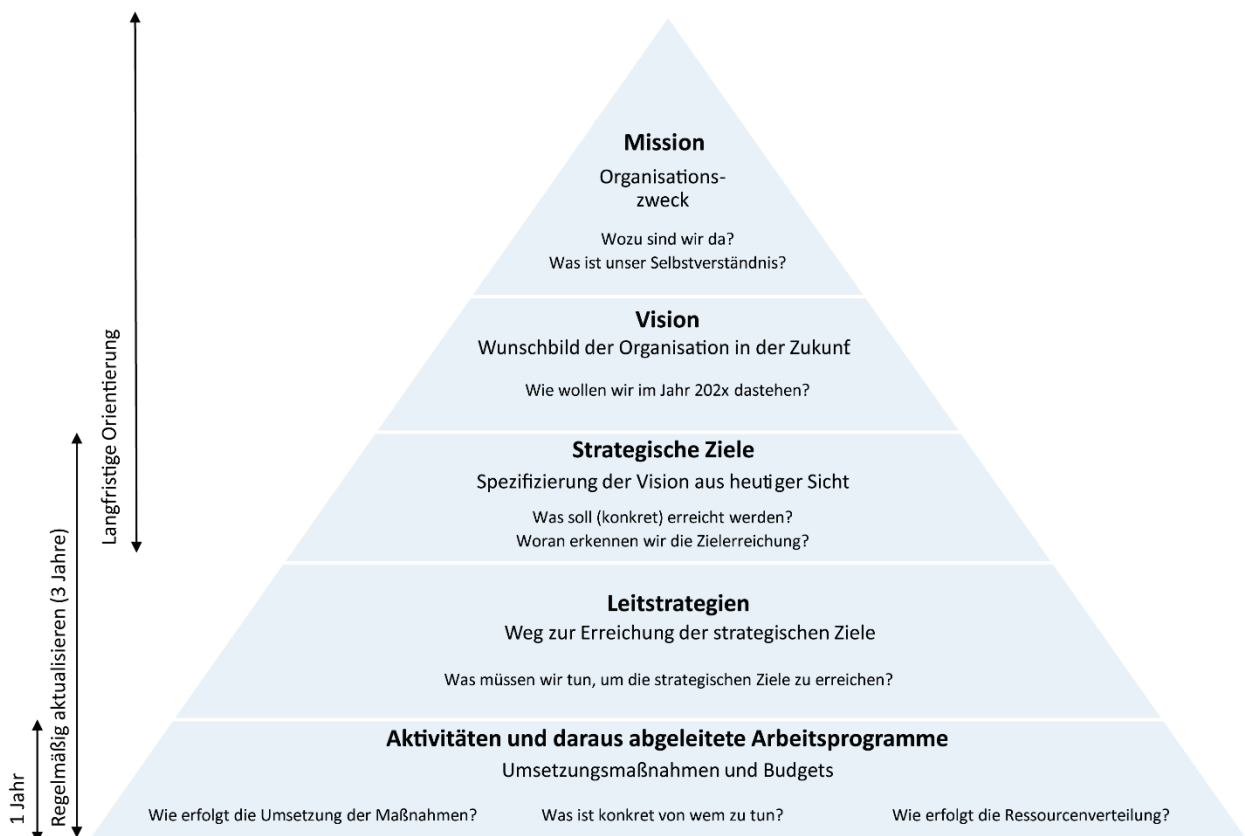 Mission
Organisations-
zweck
Wozu sind wir da?
Was ist unser Selbstverständnis?
Vision
Wunschbild der Organisation in der Zukunft
Wie wollen wir im Jahr 202x dastehen?
Strategische Ziele
Spezifizierung der Vision aus heutiger Sicht
Was soll (konkret) erreicht werden?
Woran erkennen wir die Zielerreichung?
Leitstrategien
Weg zur Erreichung der strategischen Ziele
Was müssen wir tun, um die strategischen Ziele zu erreichen?
Aktivitäten und daraus abgeleitete Arbeitsprogramme
Umsetzungsmaßnahmen und Budgets
Wie erfolgt die Umsetzung der Maßnahmen?
Was ist konkret von wem zu tun?
Wie erfolgt die Ressourcenverteilung?
Langfristige Orientierung
Regelmäßig aktualisieren (3 Jahre)
1 Jahr